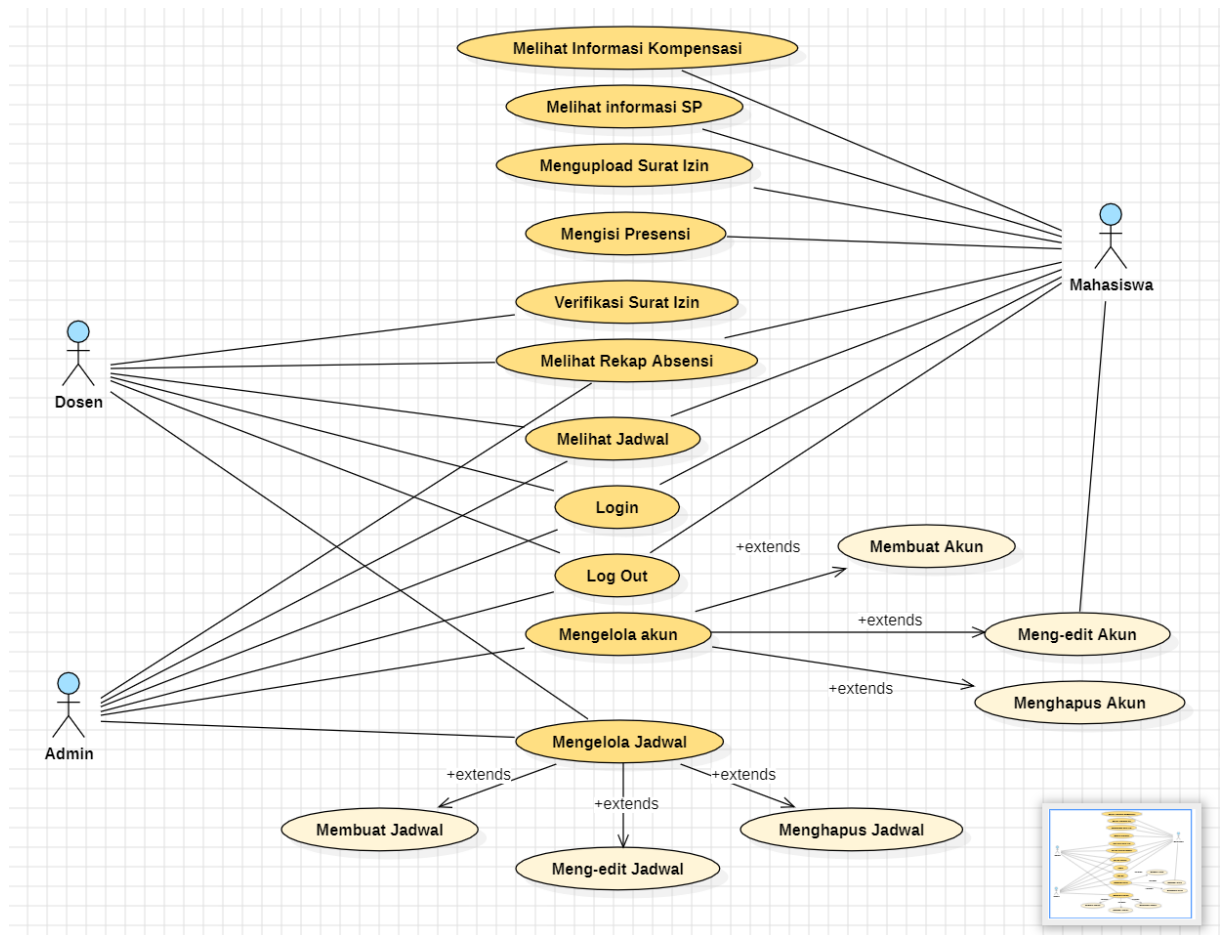 Melihat Informasi Kompensasi
Melihat informasi SP
Mengupload Surat Izin
Mengisi Presensi
Mahasiswa
Verifikasi Surat Izin
Melihat Rekap Absensi
Dosen
Melihat Jadwal
Login
+extends
Membuat Akun
Log Out
+extends
Mengelola akun
Meng-edit Akun
+extends
Menghapus Akun
Admin
Mengelola Jadwal
+extends
+extends
+extends
Membuat Jadwal
Menghapus Jadwal
Meng-edit Jadwal